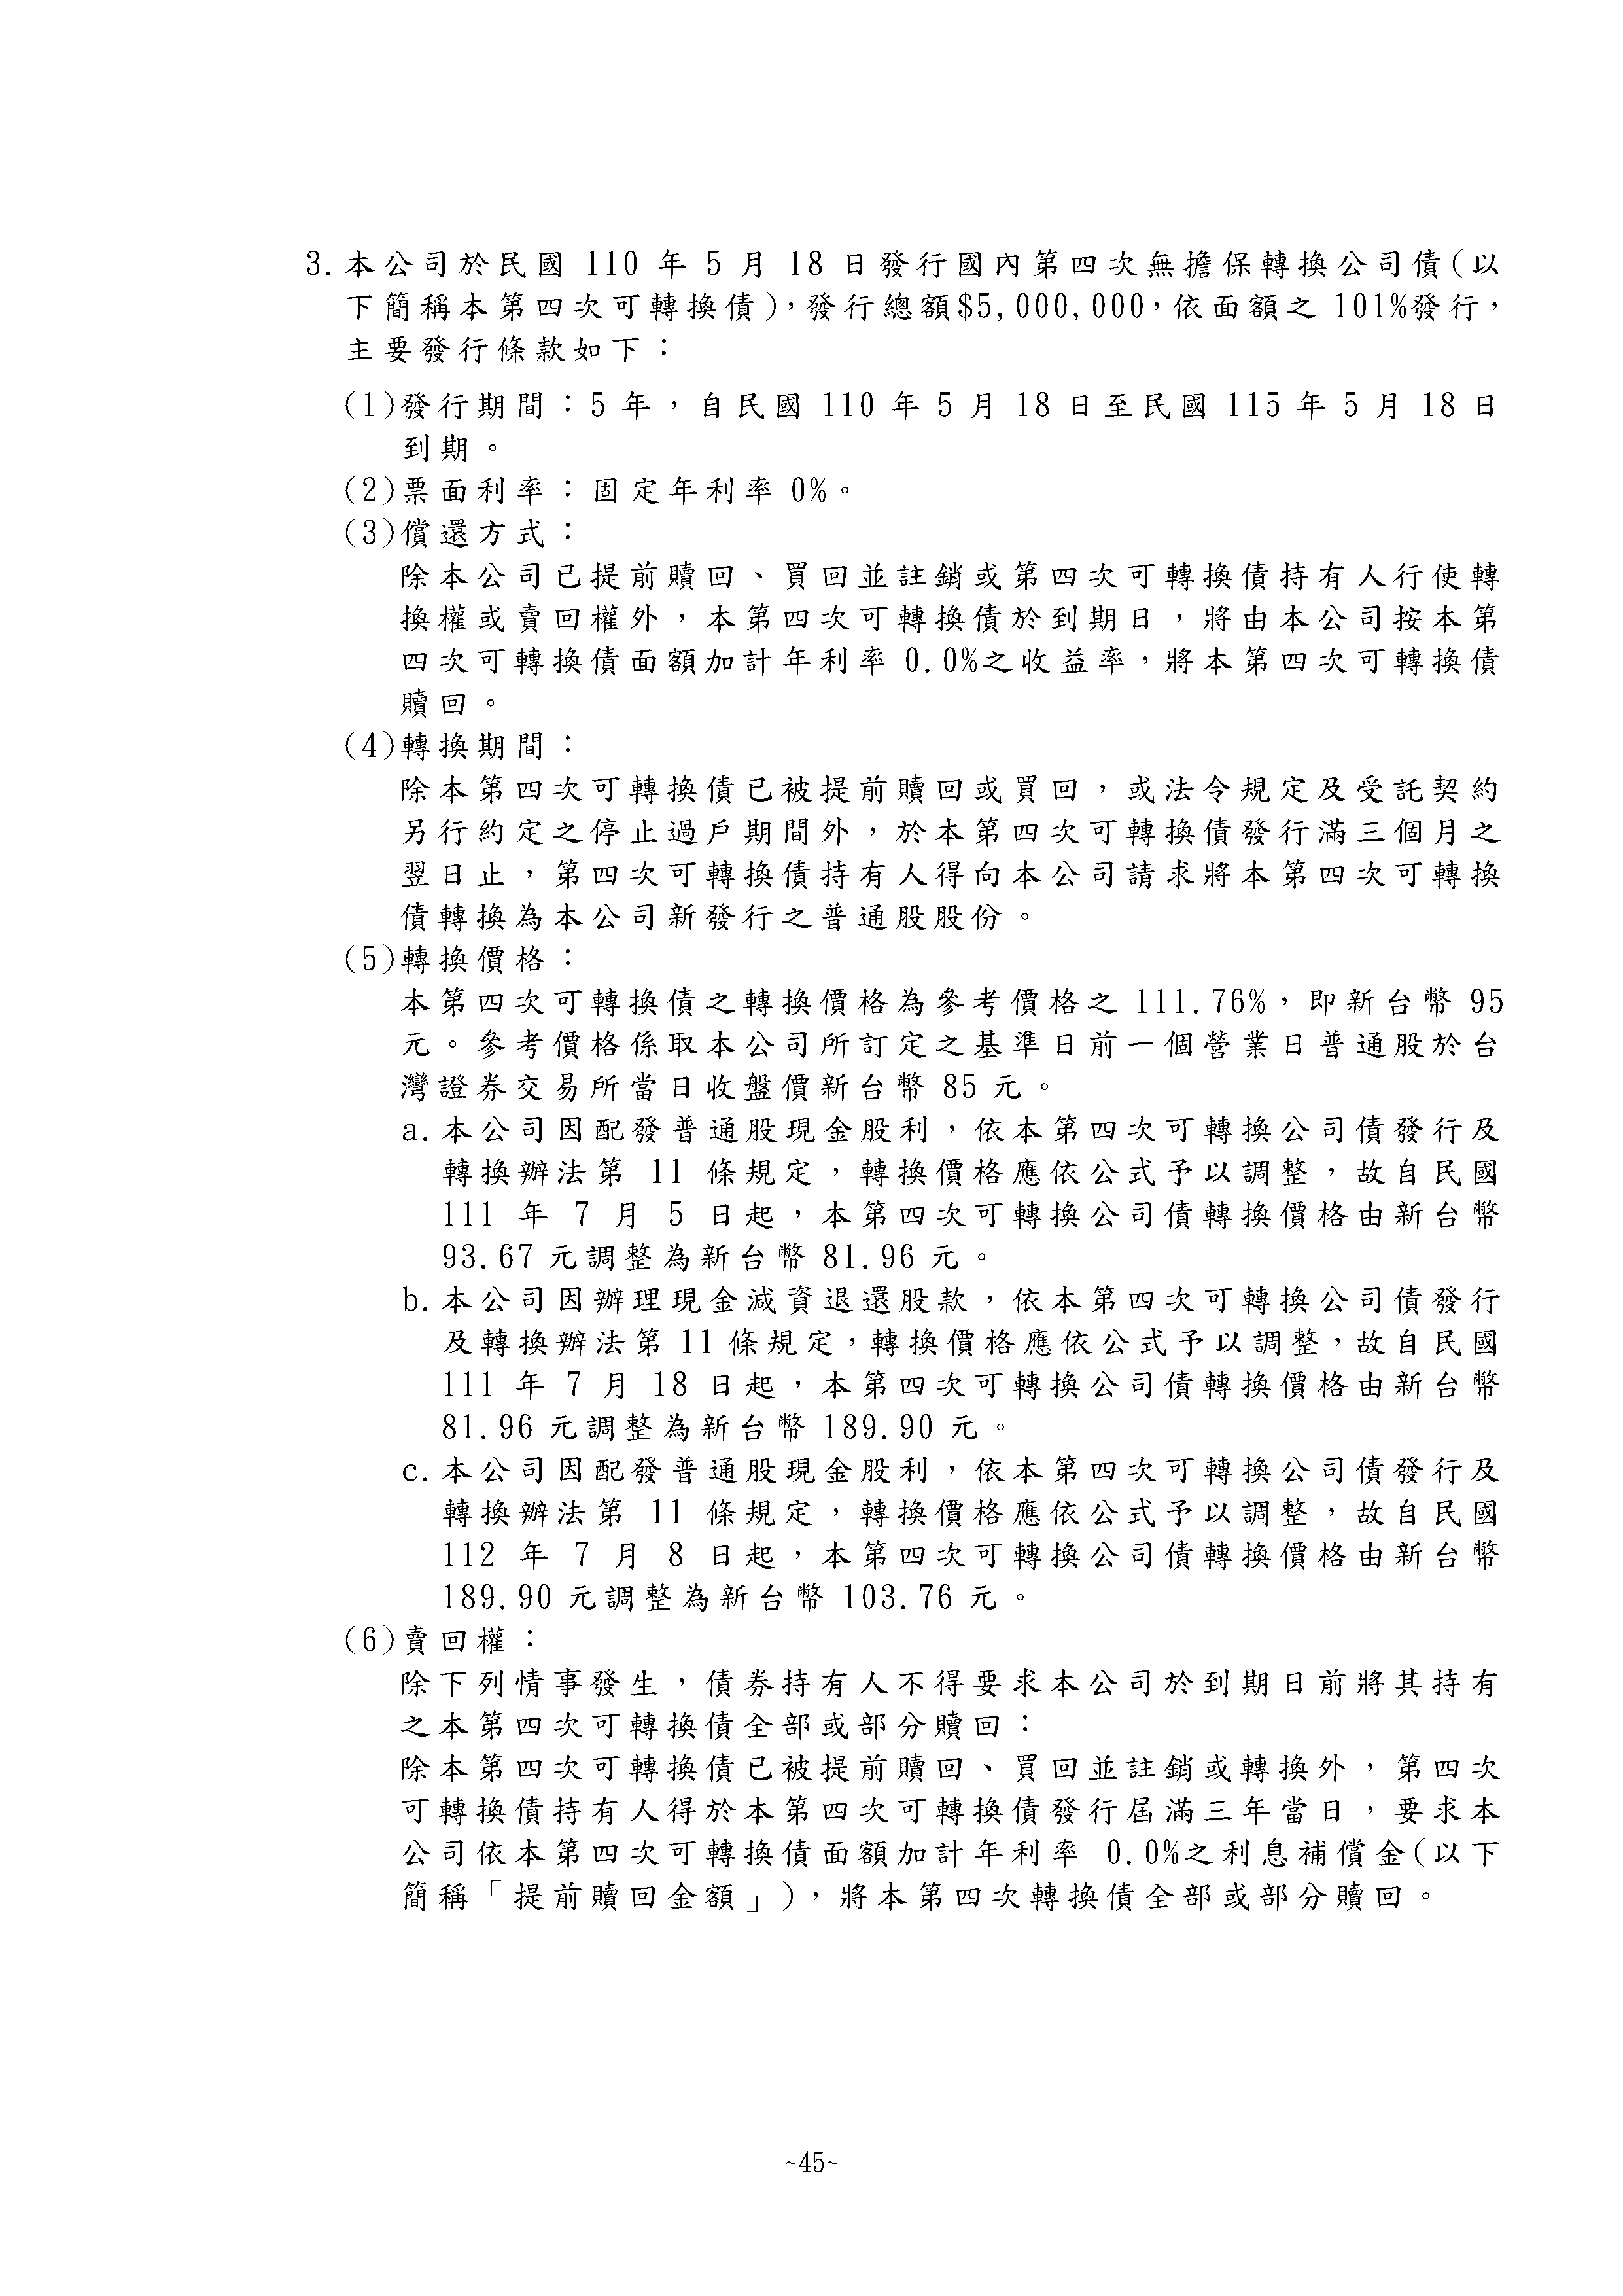 3.本公司於民國 110 年 5 月 18 日發行國內第四次無擔保轉換公司債(以
下簡稱本第四次可轉換債)，發行總額$5,000,000，依面額之 101%發行，
主要發行條款如下：
(1)發行期間：5 年，自民國 110 年 5 月 18 日至民國 115 年 5 月 18 日
到期。
(2)票面利率：固定年利率 0%。
(3)償還方式：
除本公司已提前贖回、買回並註銷或第四次可轉換債持有人行使轉
換權或賣回權外，本第四次可轉換債於到期日，將由本公司按本第
四次可轉換債面額加計年利率 0.0%之收益率，將本第四次可轉換債
贖回。
(4)轉換期間：
除本第四次可轉換債已被提前贖回或買回，或法令規定及受託契約
另行約定之停止過戶期間外，於本第四次可轉換債發行滿三個月之
翌日止，第四次可轉換債持有人得向本公司請求將本第四次可轉換
債轉換為本公司新發行之普通股股份。
(5)轉換價格：
本第四次可轉換債之轉換價格為參考價格之 111.76%，即新台幣 95
元。參考價格係取本公司所訂定之基準日前一個營業日普通股於台
灣證券交易所當日收盤價新台幣 85 元。
a.本公司因配發普通股現金股利，依本第四次可轉換公司債發行及
轉換辦法第 11 條規定，轉換價格應依公式予以調整，故自民國
111 年 7 月 5 日起，本第四次可轉換公司債轉換價格由新台幣
93.67 元調整為新台幣 81.96 元。
b.本公司因辦理現金減資退還股款，依本第四次可轉換公司債發行
及轉換辦法第 11 條規定，轉換價格應依公式予以調整，故自民國
111 年 7 月 18 日起，本第四次可轉換公司債轉換價格由新台幣
81.96 元調整為新台幣 189.90 元。
c.本公司因配發普通股現金股利，依本第四次可轉換公司債發行及
轉換辦法第 11 條規定，轉換價格應依公式予以調整，故自民國
112 年 7 月 8 日起，本第四次可轉換公司債轉換價格由新台幣
189.90 元調整為新台幣 103.76 元。
(6)賣回權：
除下列情事發生，債券持有人不得要求本公司於到期日前將其持有
之本第四次可轉換債全部或部分贖回：
除本第四次可轉換債已被提前贖回、買回並註銷或轉換外，第四次
可轉換債持有人得於本第四次可轉換債發行屆滿三年當日，要求本
公司依本第四次可轉換債面額加計年利率 0.0%之利息補償金(以下
簡稱「提前贖回金額」)，將本第四次轉換債全部或部分贖回。
~45~